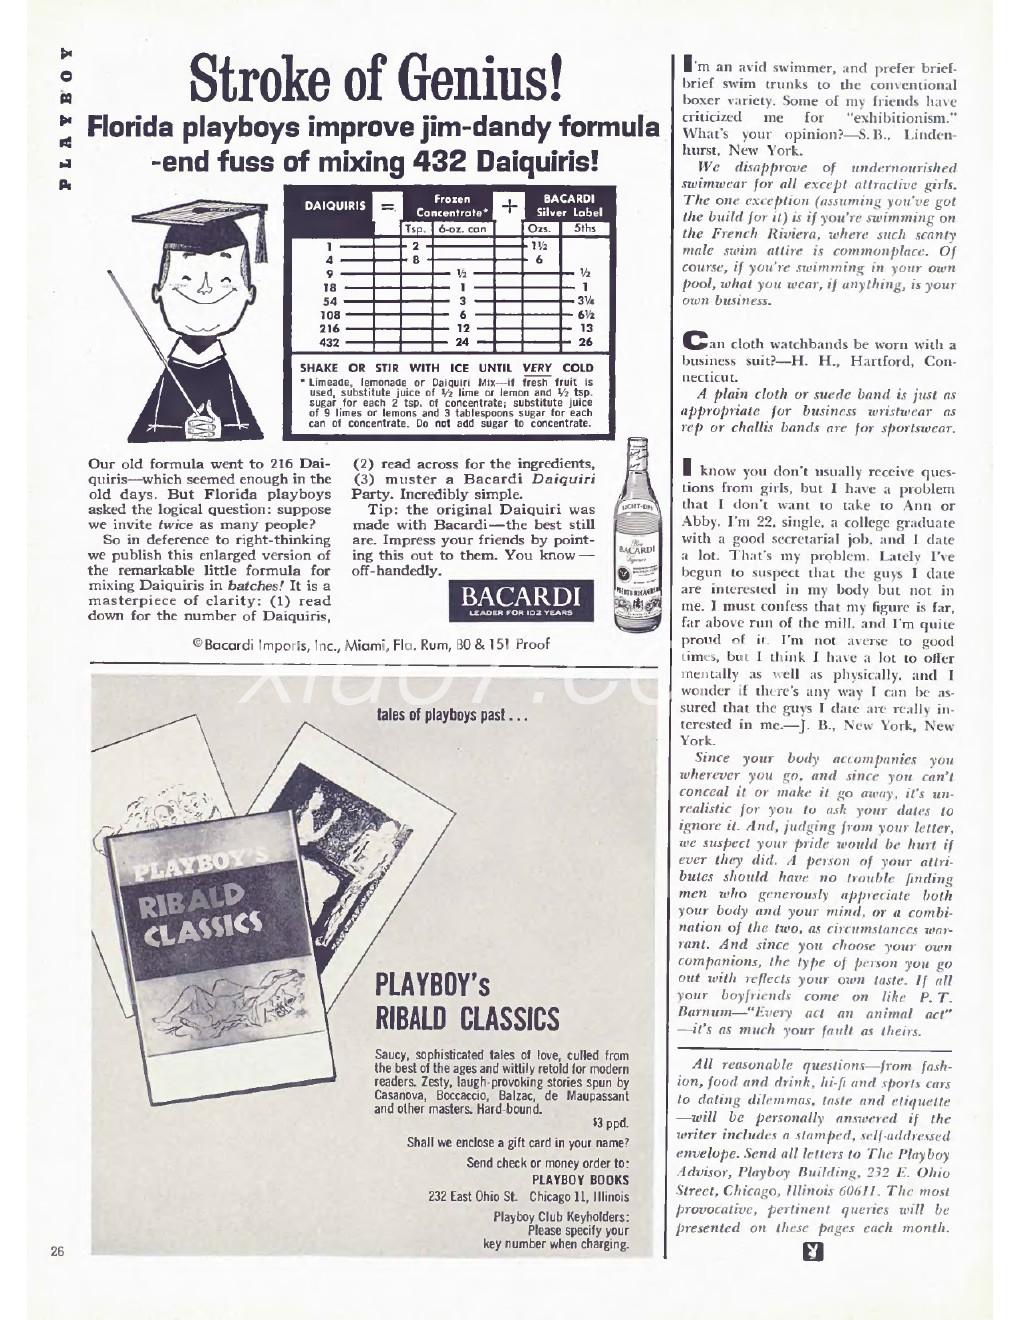 PLAYBOY
Stroke of Genius!
Florida playboys improve jim-dandy formula
-end fuss of mixing 432 Daiquiris!
DAIQUIRIS = Frozen Concentrate* + BACARDI Silver Label
Tsp. 6-oz. can Ozs. 5ths
1 2 1½
4 8 6
9 ½ ½
18 1 1
54 3 3¼
108 6 6½
216 12 13
432 24 26
SHAKE OR STIR WITH ICE UNTIL VERY COLD
* Limeade, lemonade or Daiquiri Mix—if fresh fruit is
used, substitute juice of ½ lime or lemon and ½ tsp.
sugar for each 2 tsp. of concentrate; substitute juice
of 9 limes or lemons and 3 tablespoons sugar for each
can of concentrate. Do not add sugar to concentrate.
Our old formula went to 216 Dai-
quiris—which seemed enough in the
old days. But Florida playboys
asked the logical question: suppose
we invite twice as many people?
So in deference to right-thinking
we publish this enlarged version of
the remarkable little formula for
mixing Daiquiris in batches! It is a
masterpiece of clarity: (1) read
down for the number of Daiquiris,
(2) read across for the ingredients,
(3) muster a Bacardi Daiquiri
Party. Incredibly simple.
Tip: the original Daiquiri was
made with Bacardi—the best still
are. Impress your friends by point-
ing this out to them. You know—
off-handedly.
BACARDI
LEADER FOR 102 YEARS
BACARDI
©Bacardi Imports, Inc., Miami, Fla. Rum, 80 & 151 Proof
tales of playboys past...
PLAYBOY'S
RIBALD
CLASSICS
PLAYBOY's
RIBALD CLASSICS
Saucy, sophisticated tales of love, culled from
the best of the ages and wittily retold for modern
readers. Zesty, laugh-provoking stories spun by
Casanova, Boccaccio, Balzac, de Maupassant
and other masters. Hard-bound.
$3 ppd.
Shall we enclose a gift card in your name?
Send check or money order to:
PLAYBOY BOOKS
232 East Ohio St. Chicago 11, Illinois
Playboy Club Keyholders:
Please specify your
key number when charging.
I'm an avid swimmer, and prefer brief-
brief swim trunks to the conventional
boxer variety. Some of my friends have
criticized me for "exhibitionism."
What's your opinion?—S. B., Linden-
hurst, New York.
We disapprove of undernourished
swimwear for all except attractive girls.
The one exception (assuming you've got
the build for it) is if you're swimming on
the French Riviera, where such scanty
male swim attire is commonplace. Of
course, if you're swimming in your own
pool, what you wear, if anything, is your
own business.
Can cloth watchbands be worn with a
business suit?—H. H., Hartford, Con-
necticut.
A plain cloth or suede band is just as
appropriate for business wristwear as
rep or challis bands are for sportswear.
I know you don't usually receive ques-
tions from girls, but I have a problem
that I don't want to take to Ann or
Abby. I'm 22, single, a college graduate
with a good secretarial job, and I date
a lot. That's my problem. Lately I've
begun to suspect that the guys I date
are interested in my body but not in
me. I must confess that my figure is far,
far above run of the mill, and I'm quite
proud of it. I'm not averse to good
times, but I think I have a lot to offer
mentally as well as physically, and I
wonder if there's any way I can be as-
sured that the guys I date are really in-
terested in me.—J. B., New York, New
York.
Since your body accompanies you
wherever you go, and since you can't
conceal it or make it go away, it's un-
realistic for you to ask your dates to
ignore it. And, judging from your letter,
we suspect your pride would be hurt if
ever they did. A person of your attri-
butes should have no trouble finding
men who generously appreciate both
your body and your mind, or a combi-
nation of the two, as circumstances war-
rant. And since you choose your own
companions, the type of person you go
out with reflects your own taste. If all
your boyfriends come on like P. T.
Barnum—"Every act an animal act"
—it's as much your fault as theirs.
All reasonable questions—from fash-
ion, food and drink, hi-fi and sports cars
to dating dilemmas, taste and etiquette
—will be personally answered if the
writer includes a stamped, self-addressed
envelope. Send all letters to The Playboy
Advisor, Playboy Building, 232 E. Ohio
Street, Chicago, Illinois 60611. The most
provocative, pertinent queries will be
presented on these pages each month.
26